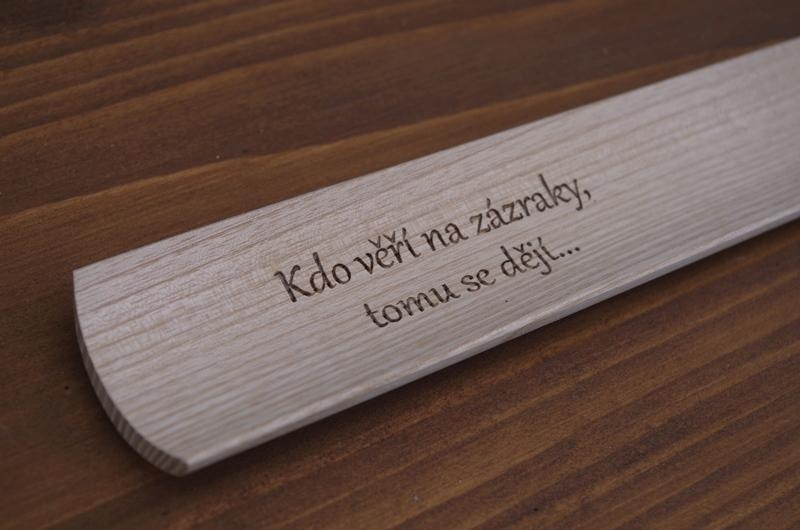 Kdo věří na zázraky,
tomu se dějí...